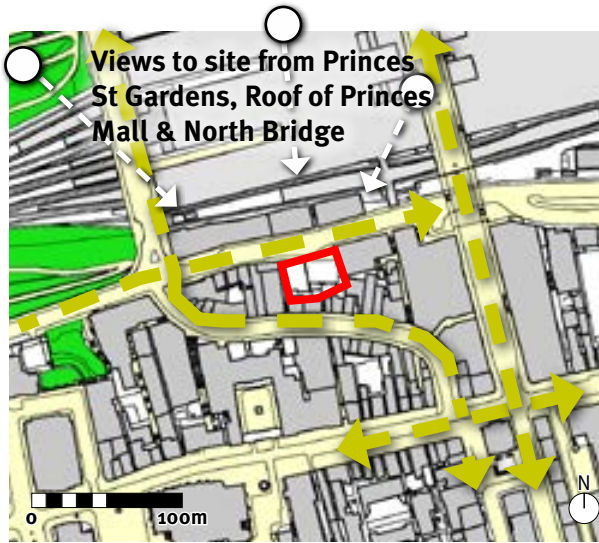 Views to site from Princes
St Gardens, Roof of Princes
Mall & North Bridge
N
0 100m